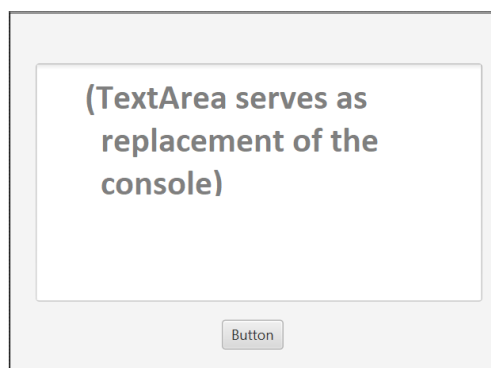 (TextArea serves as
replacement of the
console)
Button